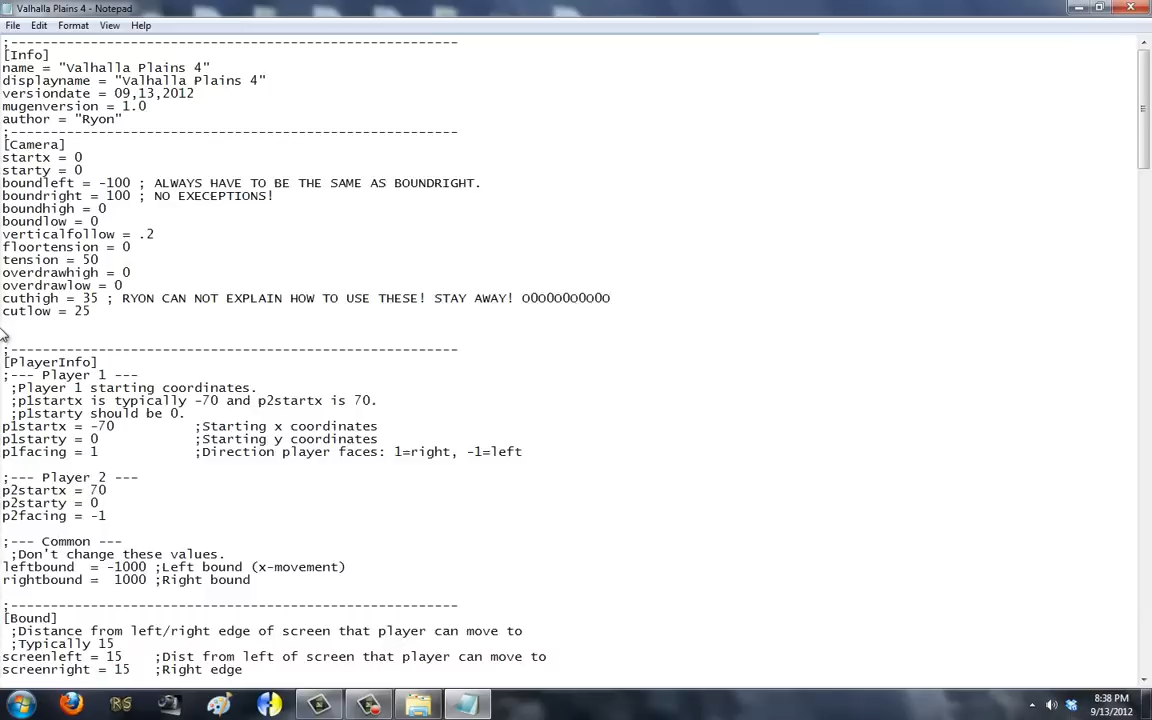 Valhalla Plains 4 - Notepad
File Edit Format View Help
;---------------------------------------------------------
[Info]
name = "Valhalla Plains 4"
displayname = "Valhalla Plains 4"
versiondate = 09,13,2012
mugenversion = 1.0
author = "Ryon"
;---------------------------------------------------------
[Camera]
startx = 0
starty = 0
boundleft = -100 ; ALWAYS HAVE TO BE THE SAME AS BOUNDRIGHT.
boundright = 100 ; NO EXECEPTIONS!
boundhigh = 0
boundlow = 0
verticalfollow = .2
floortension = 0
tension = 50
overdrawhigh = 0
overdrawlow = 0
cuthigh = 35 ; RYON CAN NOT EXPLAIN HOW TO USE THESE! STAY AWAY! oOoOoOoOoOo
cutlow = 25
;---------------------------------------------------------
[PlayerInfo]
;--- Player 1 ---
;Player 1 starting coordinates.
;p1startx is typically -70 and p2startx is 70.
;p1starty should be 0.
p1startx = -70 ;Starting x coordinates
p1starty = 0 ;Starting y coordinates
p1facing = 1 ;Direction player faces: 1=right, -1=left
;--- Player 2 ---
p2startx = 70
p2starty = 0
p2facing = -1
;--- Common ---
;Don't change these values.
leftbound = -1000 ;Left bound (x-movement)
rightbound = 1000 ;Right bound
;---------------------------------------------------------
[Bound]
;Distance from left/right edge of screen that player can move to
;Typically 15
screenleft = 15 ;Dist from left of screen that player can move to
screenright = 15 ;Right edge
RS
8:38 PM
9/13/2012